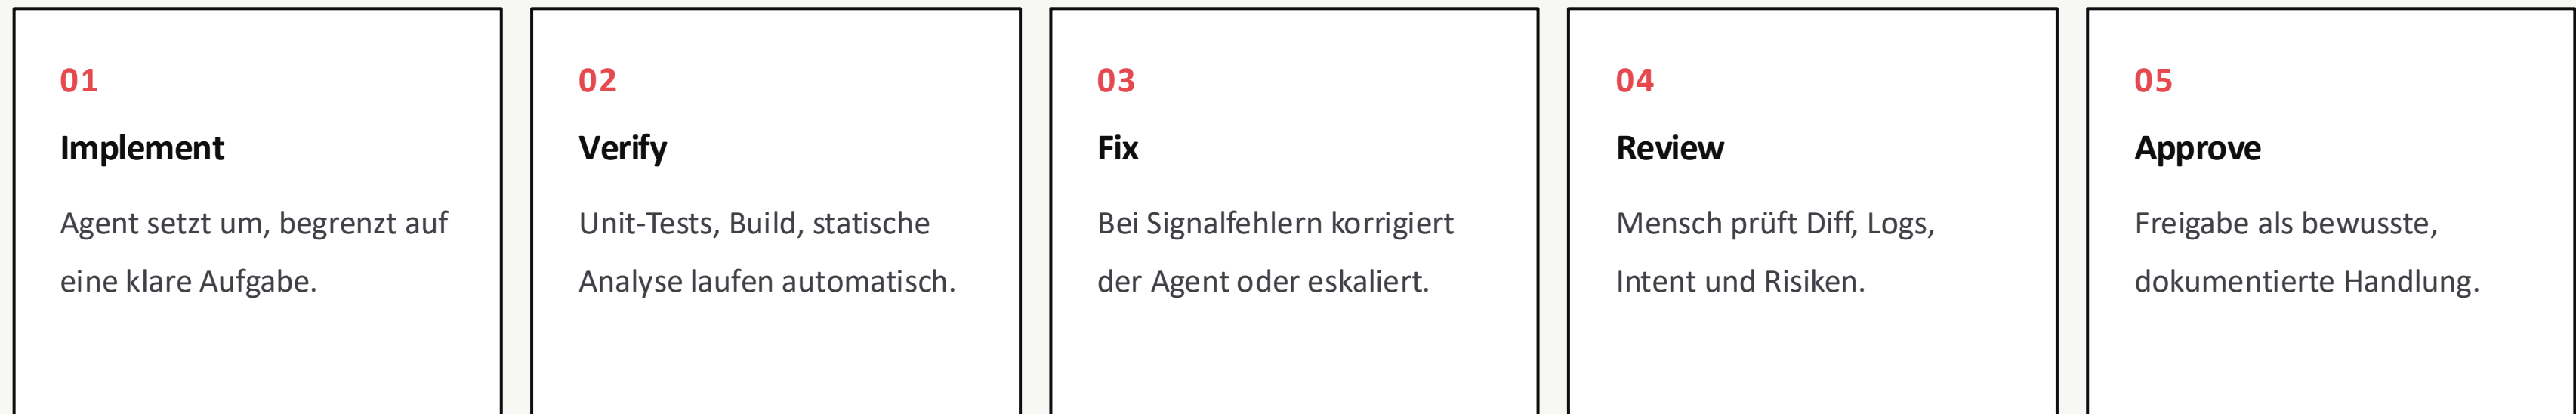 01
Implement
Agent setzt um, begrenzt auf
eine klare Aufgabe.
02
Verify
Unit-Tests, Build, statische
Analyse laufen automatisch.
03
Fix
Bei Signalfehlern korrigiert
der Agent oder eskaliert.
04
Review
Mensch prüft Diff, Logs,
Intent und Risiken.
05
Approve
Freigabe als bewusste,
dokumentierte Handlung.